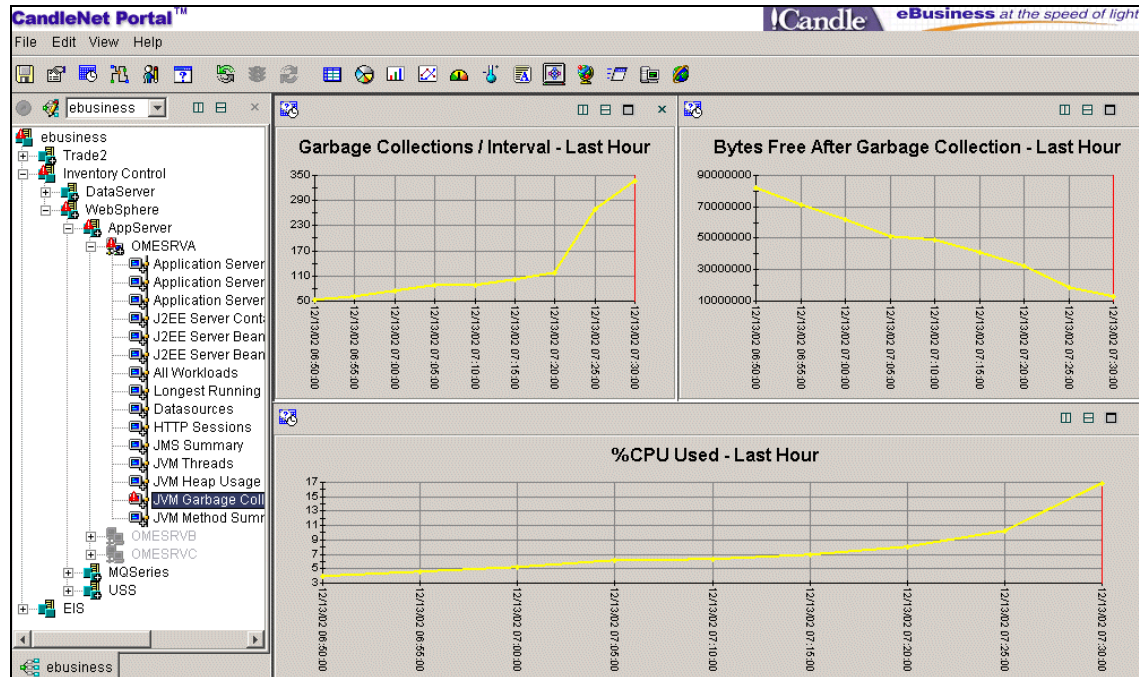 CandleNet Portal™
!Candle eBusiness at the speed of light
File Edit View Help
ebusiness
ebusiness
Trade2
Inventory Control
DataServer
WebSphere
AppServer
OMESRVA
Application Server
Application Server
Application Server
J2EE Server Cont
J2EE Server Bean
J2EE Server Bean
All Workloads
Longest Running
Datasources
HTTP Sessions
JMS Summary
JVM Threads
JVM Heap Usage
JVM Garbage Coll
JVM Method Summ
OMESRVB
OMESRVC
MQSeries
USS
EIS
ebusiness
Garbage Collections / Interval - Last Hour
350
290
230
170
110
50
12/13/02 06:50:00
12/13/02 06:55:00
12/13/02 07:00:00
12/13/02 07:05:00
12/13/02 07:10:00
12/13/02 07:15:00
12/13/02 07:20:00
12/13/02 07:25:00
12/13/02 07:30:00
Bytes Free After Garbage Collection - Last Hour
90000000
70000000
50000000
30000000
10000000
12/13/02 06:50:00
12/13/02 06:55:00
12/13/02 07:00:00
12/13/02 07:05:00
12/13/02 07:10:00
12/13/02 07:15:00
12/13/02 07:20:00
12/13/02 07:25:00
12/13/02 07:30:00
%CPU Used - Last Hour
17
15
13
11
9
7
5
3
12/13/02 06:50:00
12/13/02 06:55:00
12/13/02 07:00:00
12/13/02 07:05:00
12/13/02 07:10:00
12/13/02 07:15:00
12/13/02 07:20:00
12/13/02 07:25:00
12/13/02 07:30:00